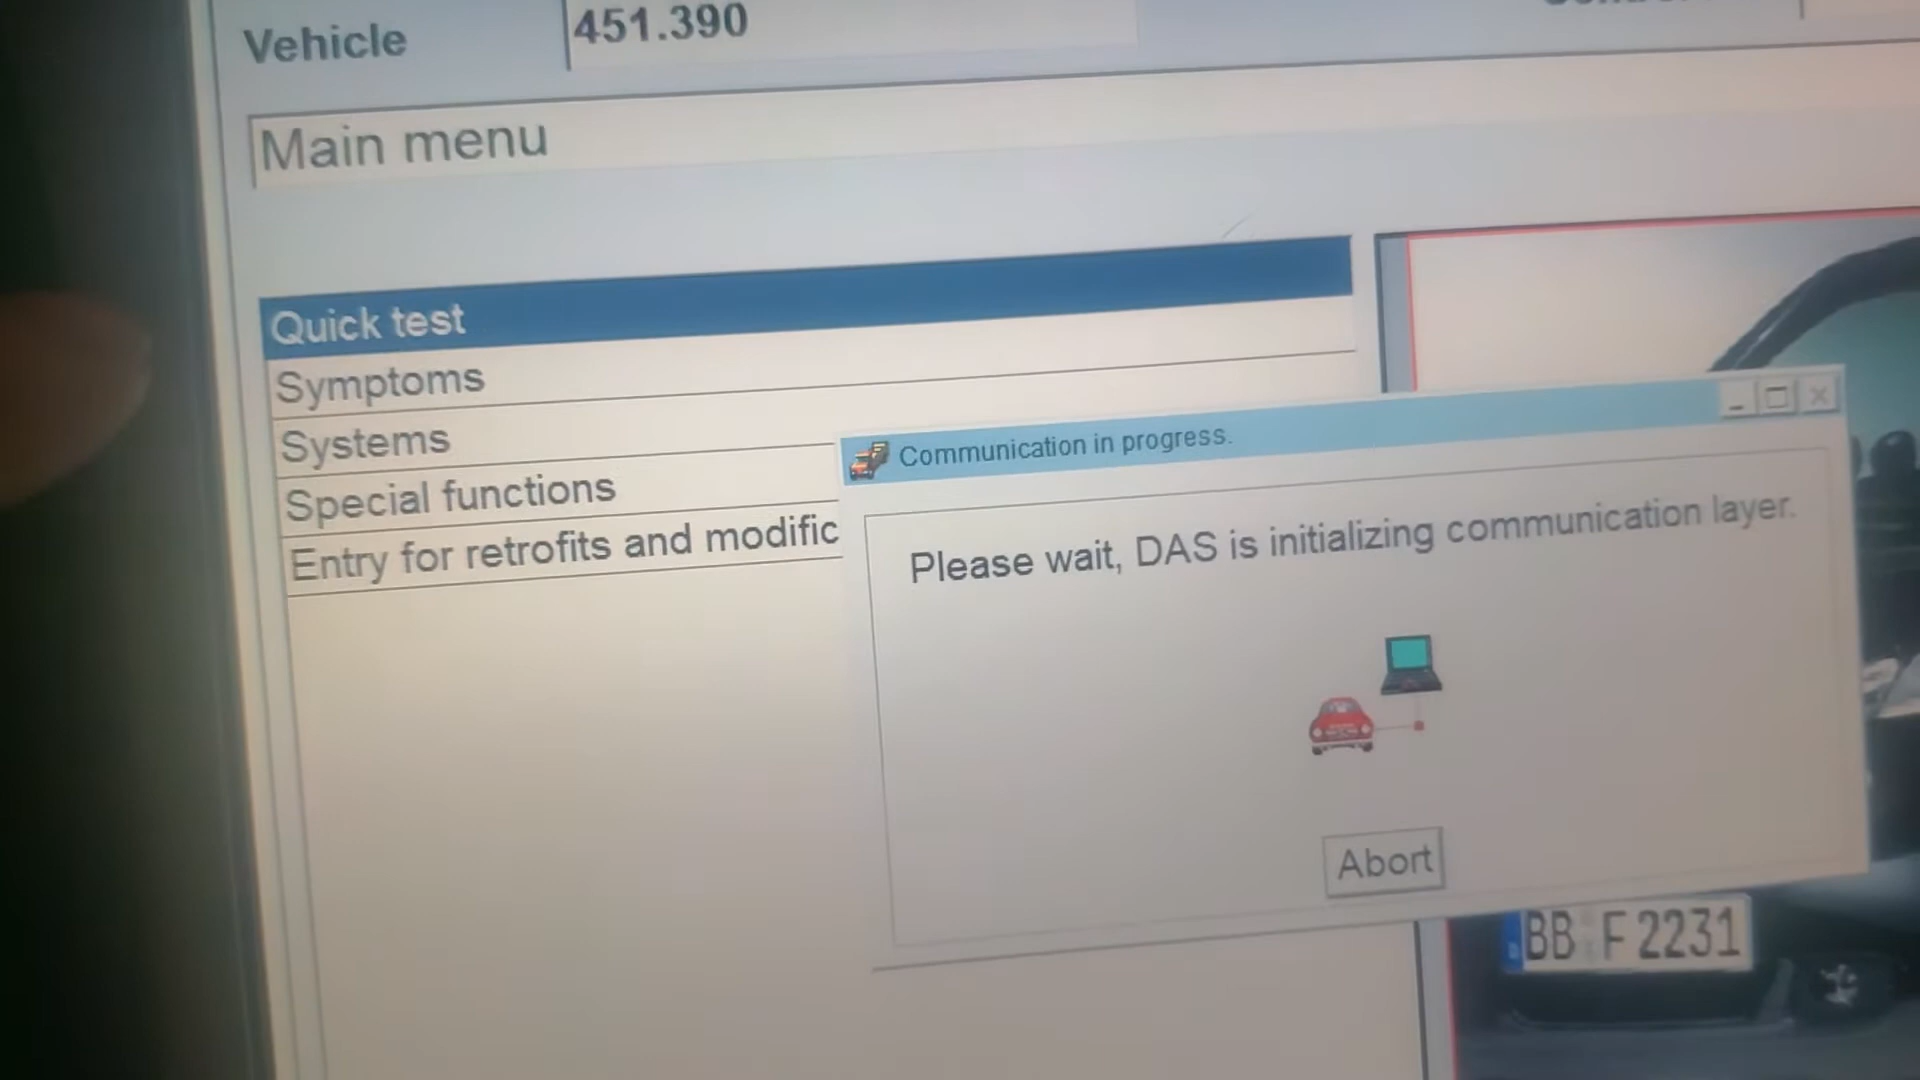 Vehicle
451.390
Main menu
Quick test
Symptoms
Systems
Special functions
Entry for retrofits and modific
Communication in progress.
Please wait, DAS is initializing communication layer.
Abort
BB F 2231